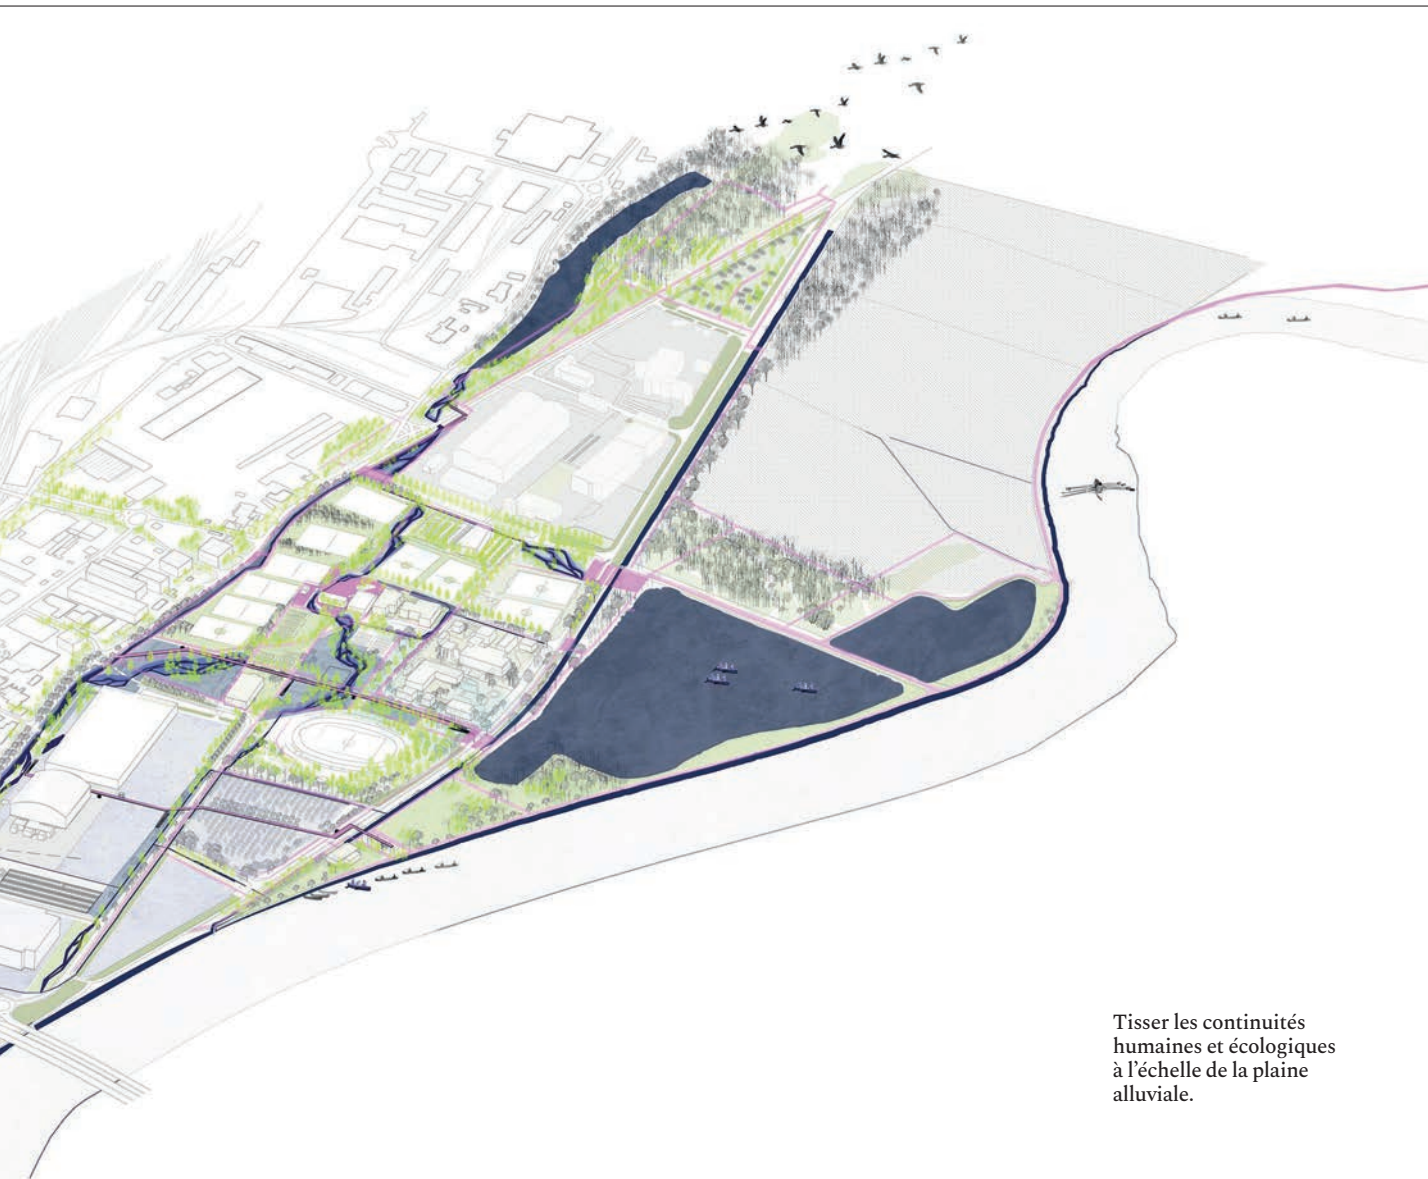 Tisser les continuités
humaines et écologiques
à l’échelle de la plaine
alluviale.